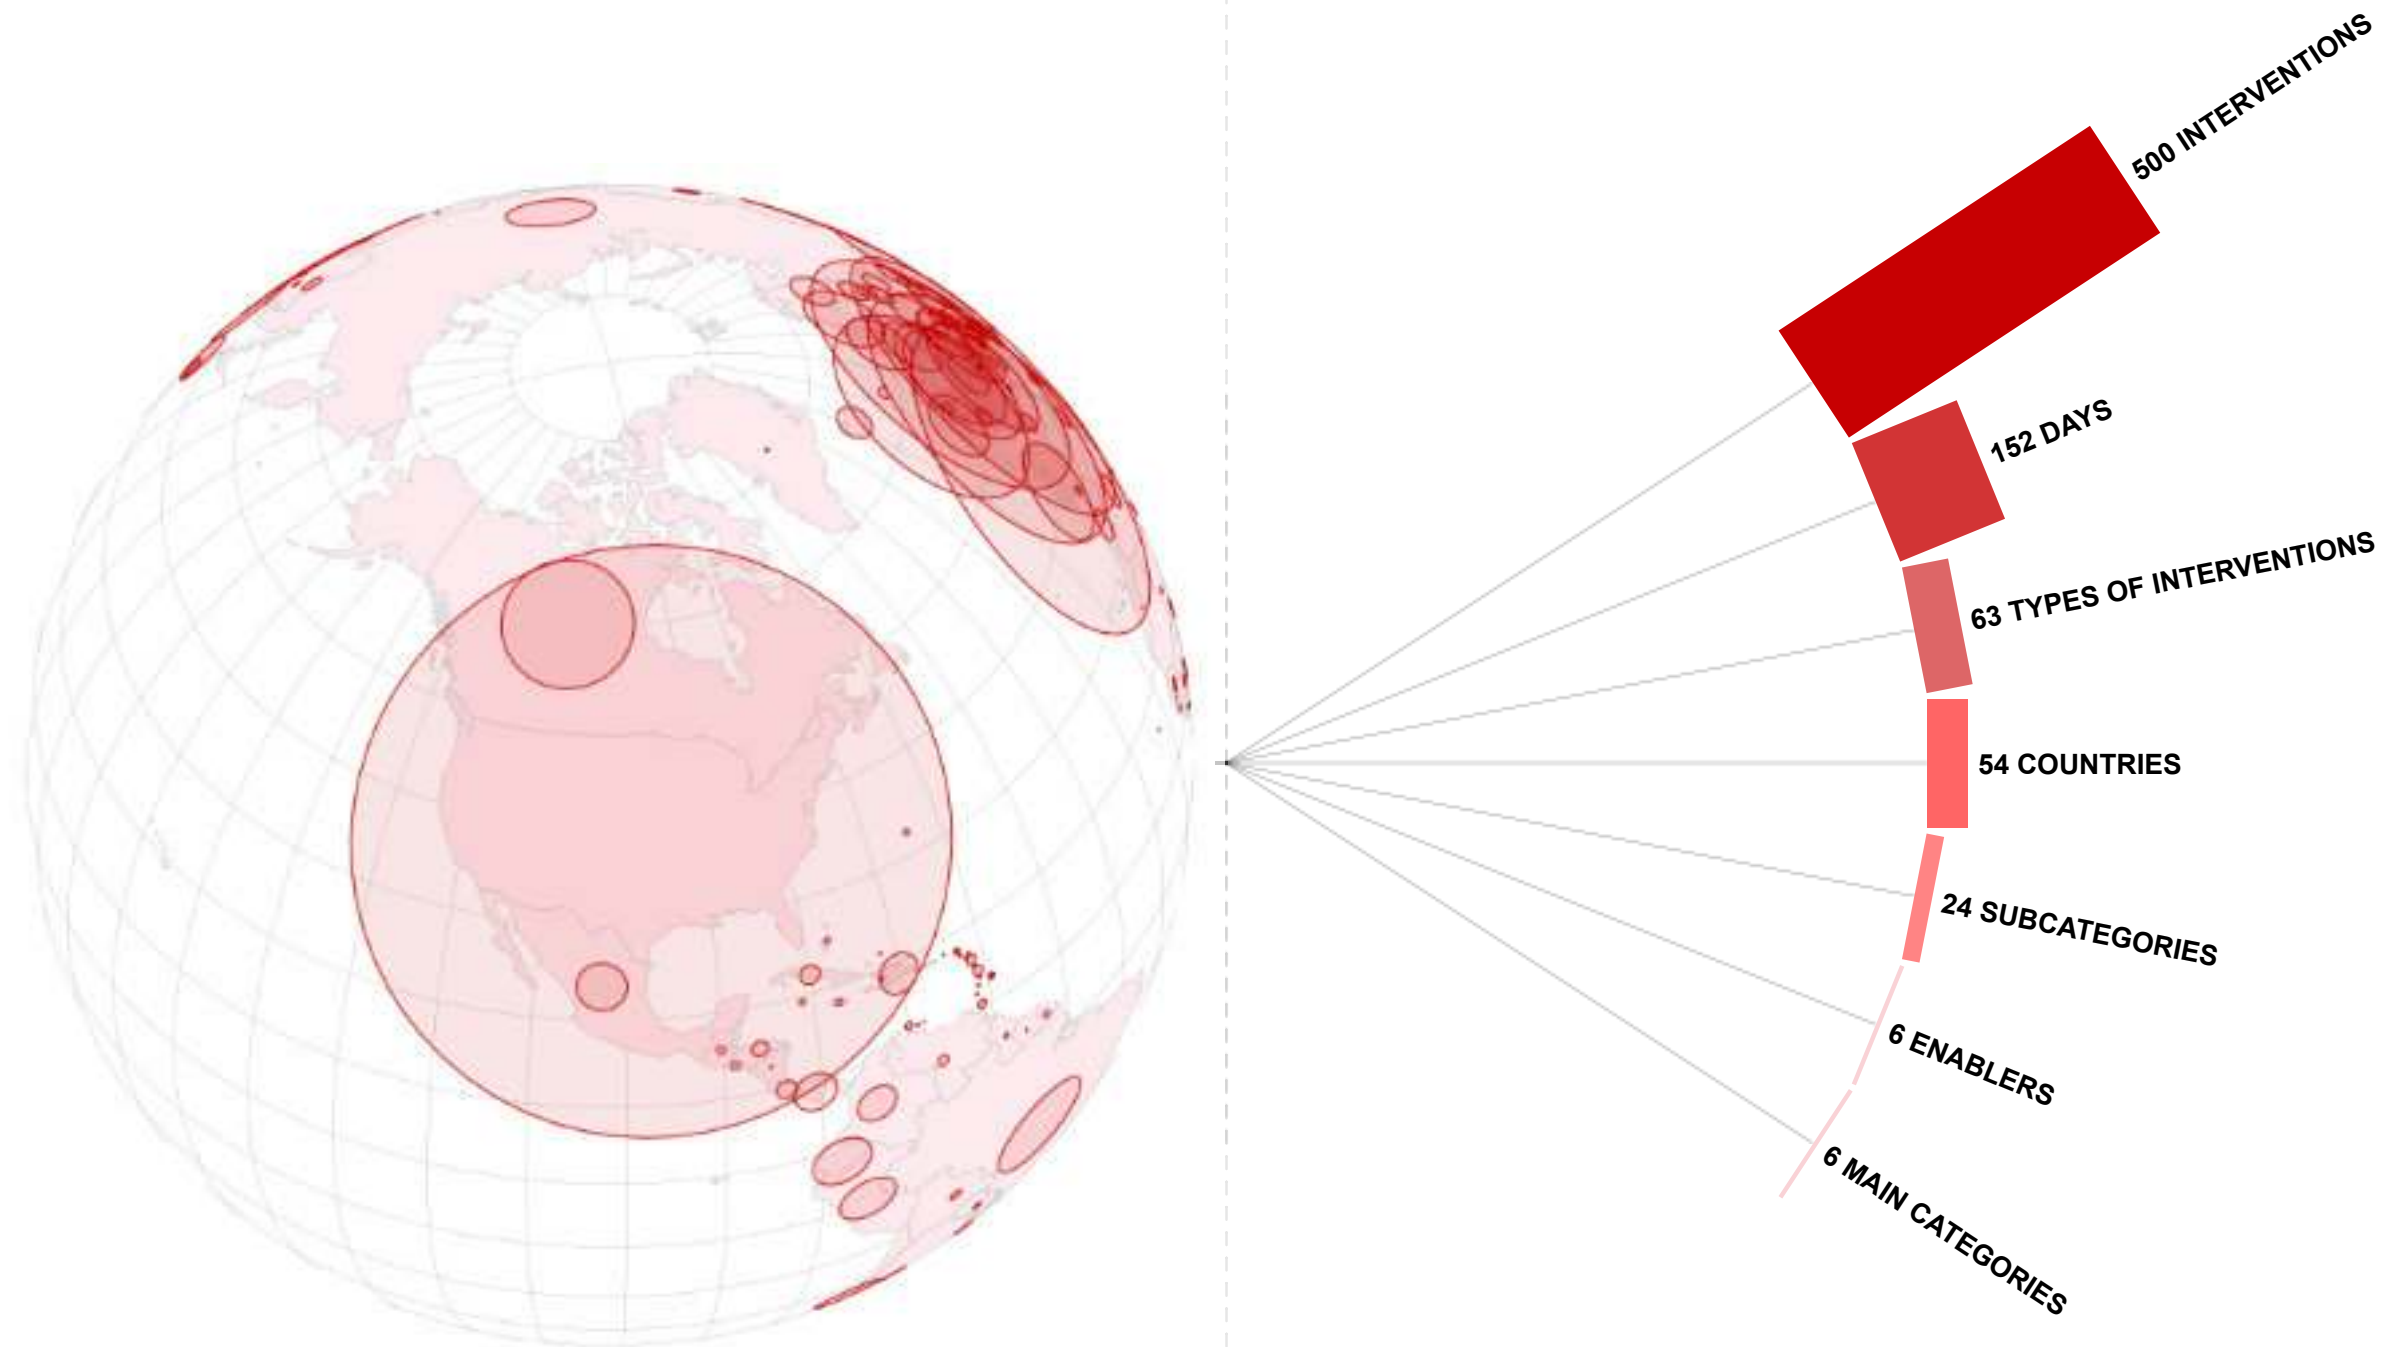 500 INTERVENTIONS
152 DAYS
63 TYPES OF INTERVENTIONS
54 COUNTRIES
24 SUBCATEGORIES
6 ENABLERS
6 MAIN CATEGORIES